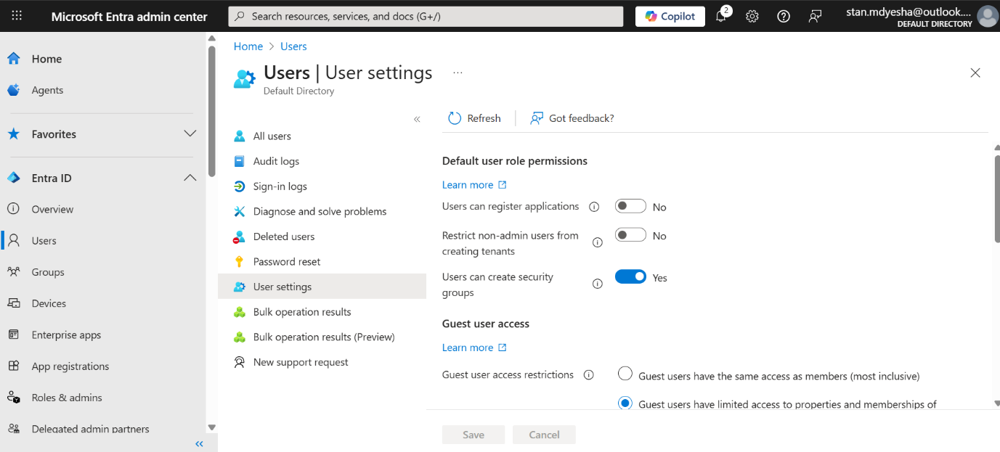 Microsoft Entra admin center
Search resources, services, and docs (G+/)
Copilot
2
stan.mdyesha@outlook....
DEFAULT DIRECTORY
Home
Agents
Favorites
Entra ID
Overview
Users
Groups
Devices
Enterprise apps
App registrations
Roles & admins
Delegated admin partners
Home > Users
Users | User settings
...
Default Directory
All users
Audit logs
Sign-in logs
Diagnose and solve problems
Deleted users
Password reset
User settings
Bulk operation results
Bulk operation results (Preview)
New support request
Refresh
Got feedback?
Default user role permissions
Learn more
Users can register applications
No
Restrict non-admin users from
creating tenants
No
Users can create security
groups
Yes
Guest user access
Learn more
Guest user access restrictions
Guest users have the same access as members (most inclusive)
Guest users have limited access to properties and memberships of
Save
Cancel